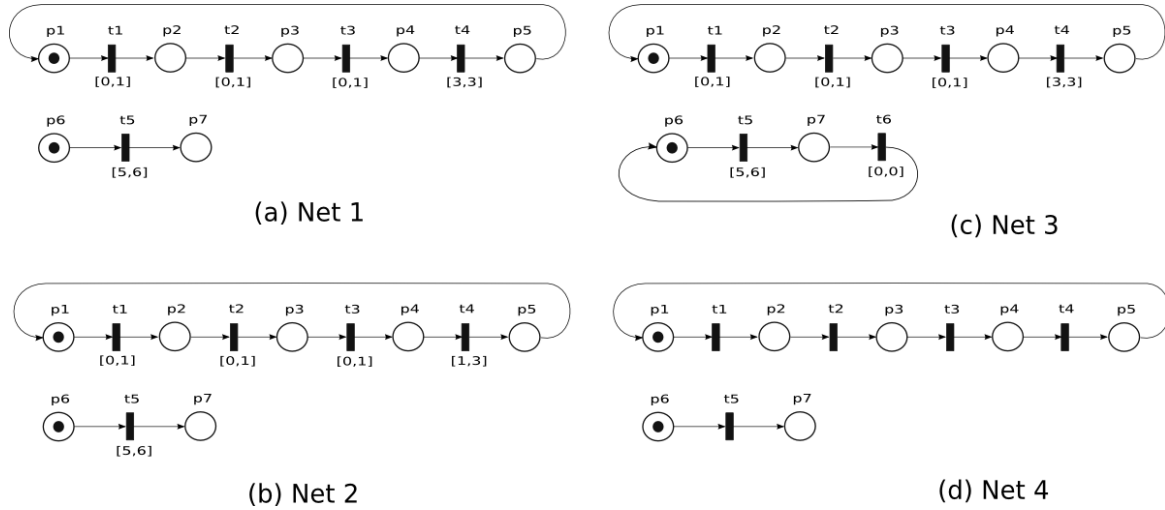 p1 t1 p2 t2 p3 t3 p4 t4 p5
[0,1] [0,1] [0,1] [3,3]
p6 t5 p7
[5,6]
(a) Net 1
p1 t1 p2 t2 p3 t3 p4 t4 p5
[0,1] [0,1] [0,1] [3,3]
p6 t5 p7 t6
[5,6] [0,0]
(c) Net 3
p1 t1 p2 t2 p3 t3 p4 t4 p5
[0,1] [0,1] [0,1] [1,3]
p6 t5 p7
[5,6]
(b) Net 2
p1 t1 p2 t2 p3 t3 p4 t4 p5
p6 t5 p7
(d) Net 4